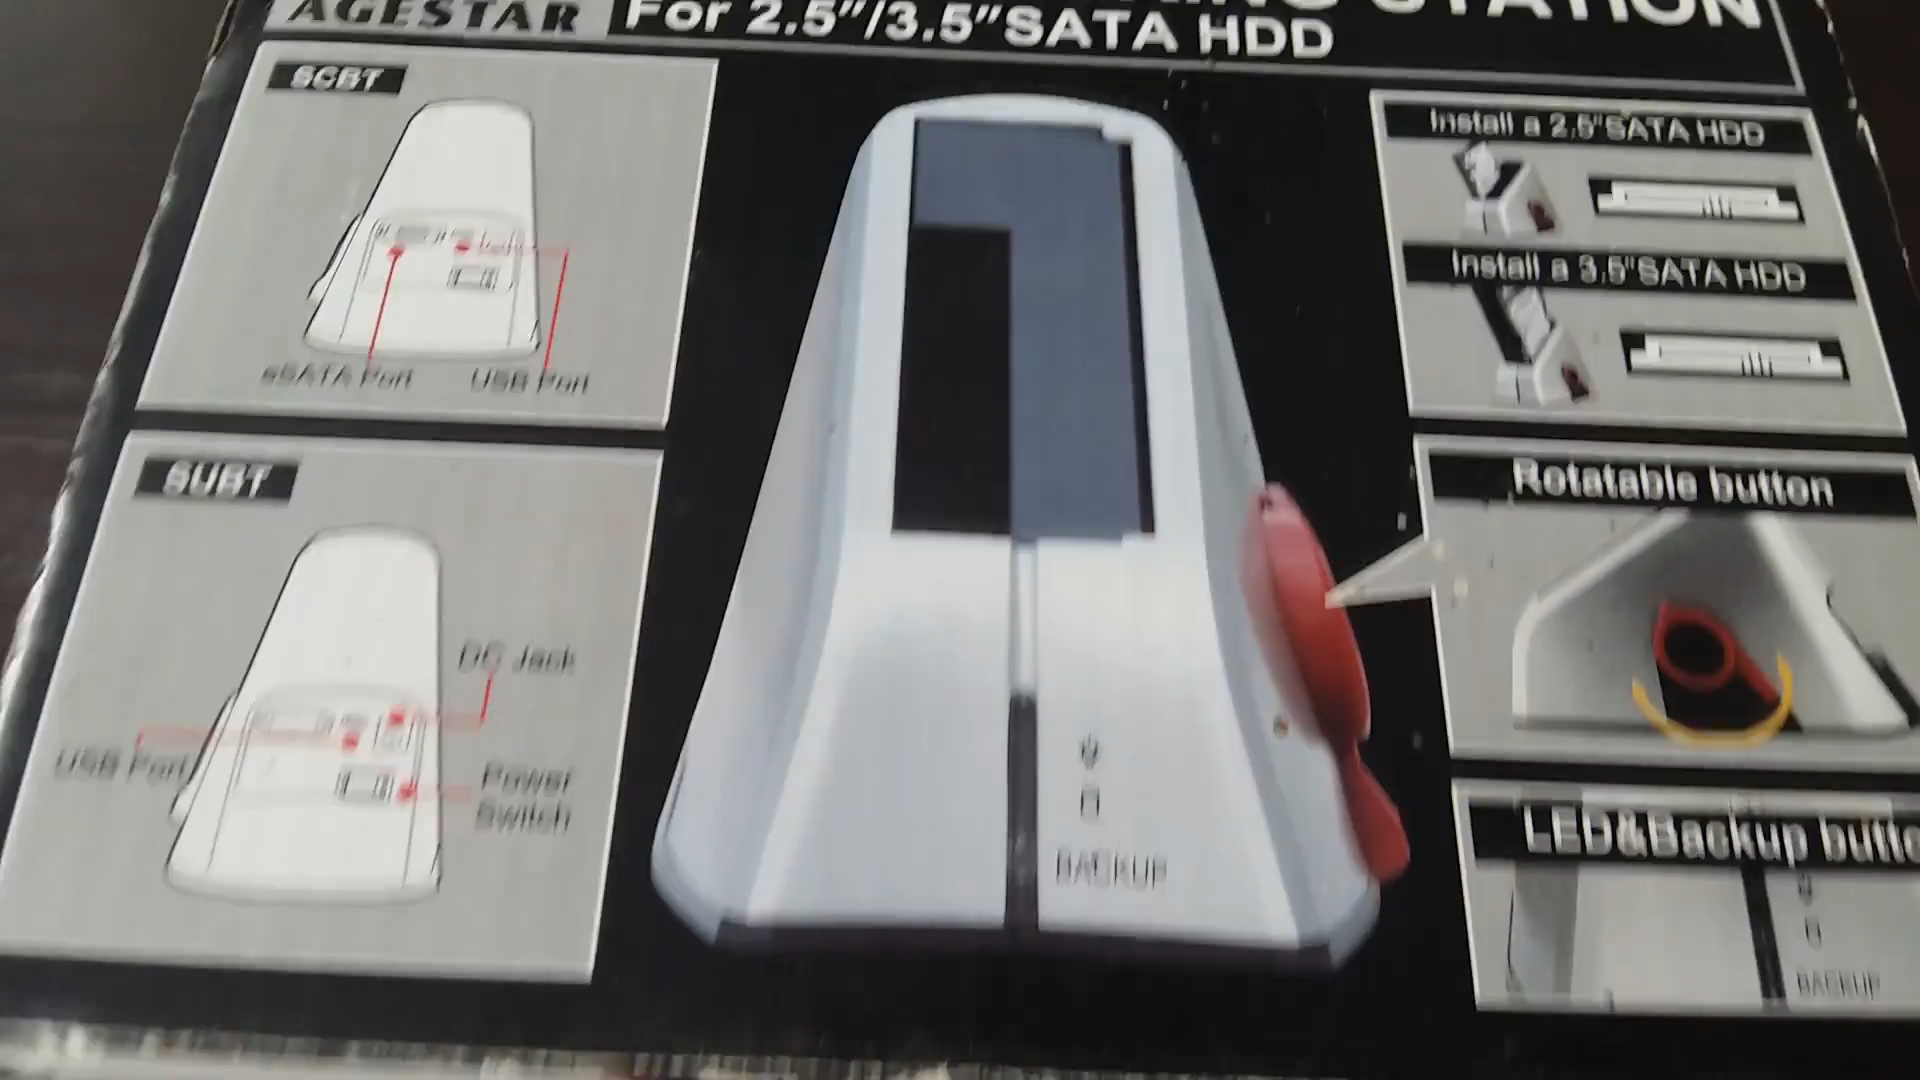 AGESTAR
STATION
For 2.5"/3.5"SATA HDD
SCBT
eSATA Port
USB Port
SUBT
DC Jack
USB Port
Power
Switch
BACKUP
Install a 2.5"SATA HDD
Install a 3.5"SATA HDD
Rotatable button
LED&Backup butto
BACKUP